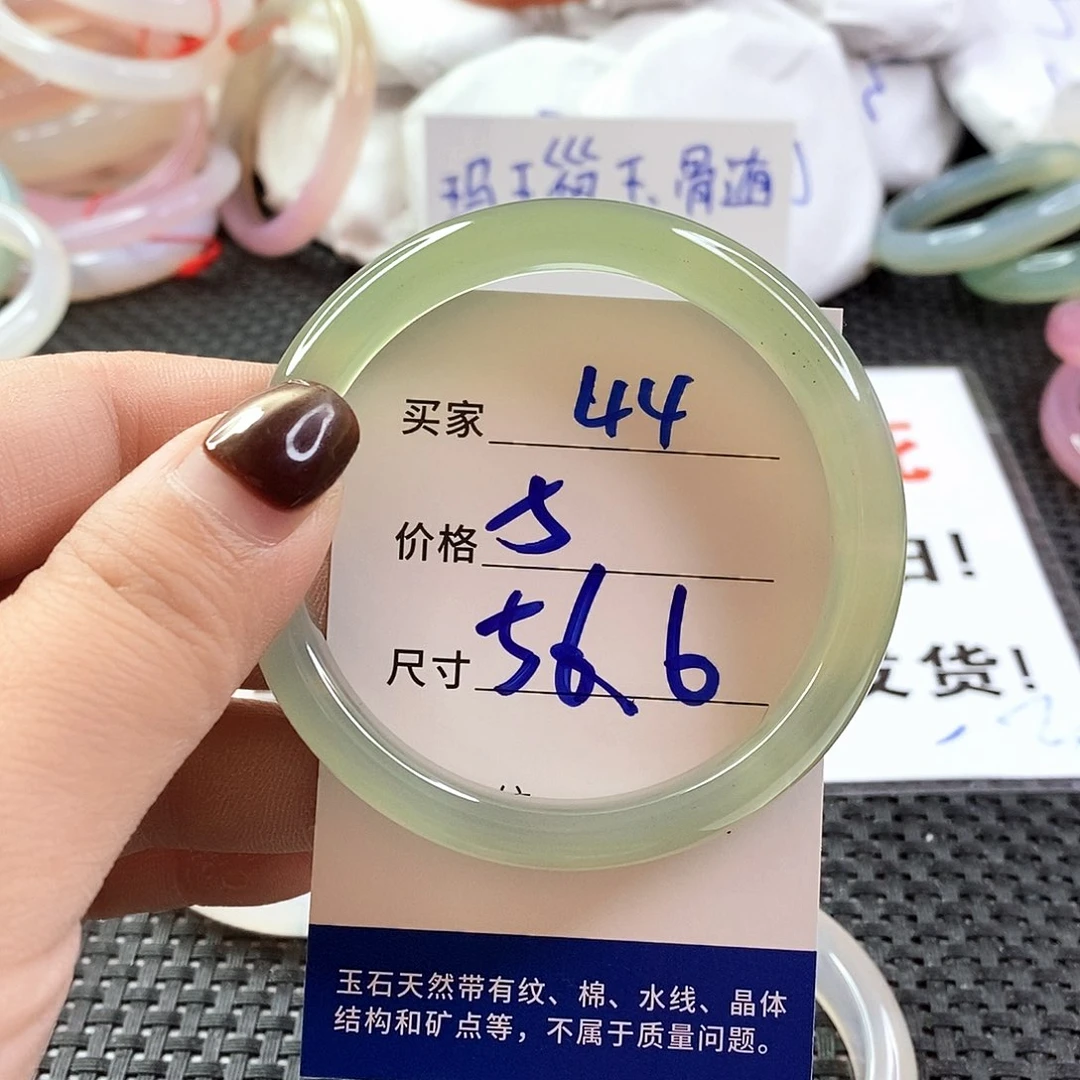 玛瑙玉骨髓
买家 44
价格 5
尺寸 56.6
日!
发货!
玉石天然带有纹、棉、水线、晶体
结构和矿点等，不属于质量问题。